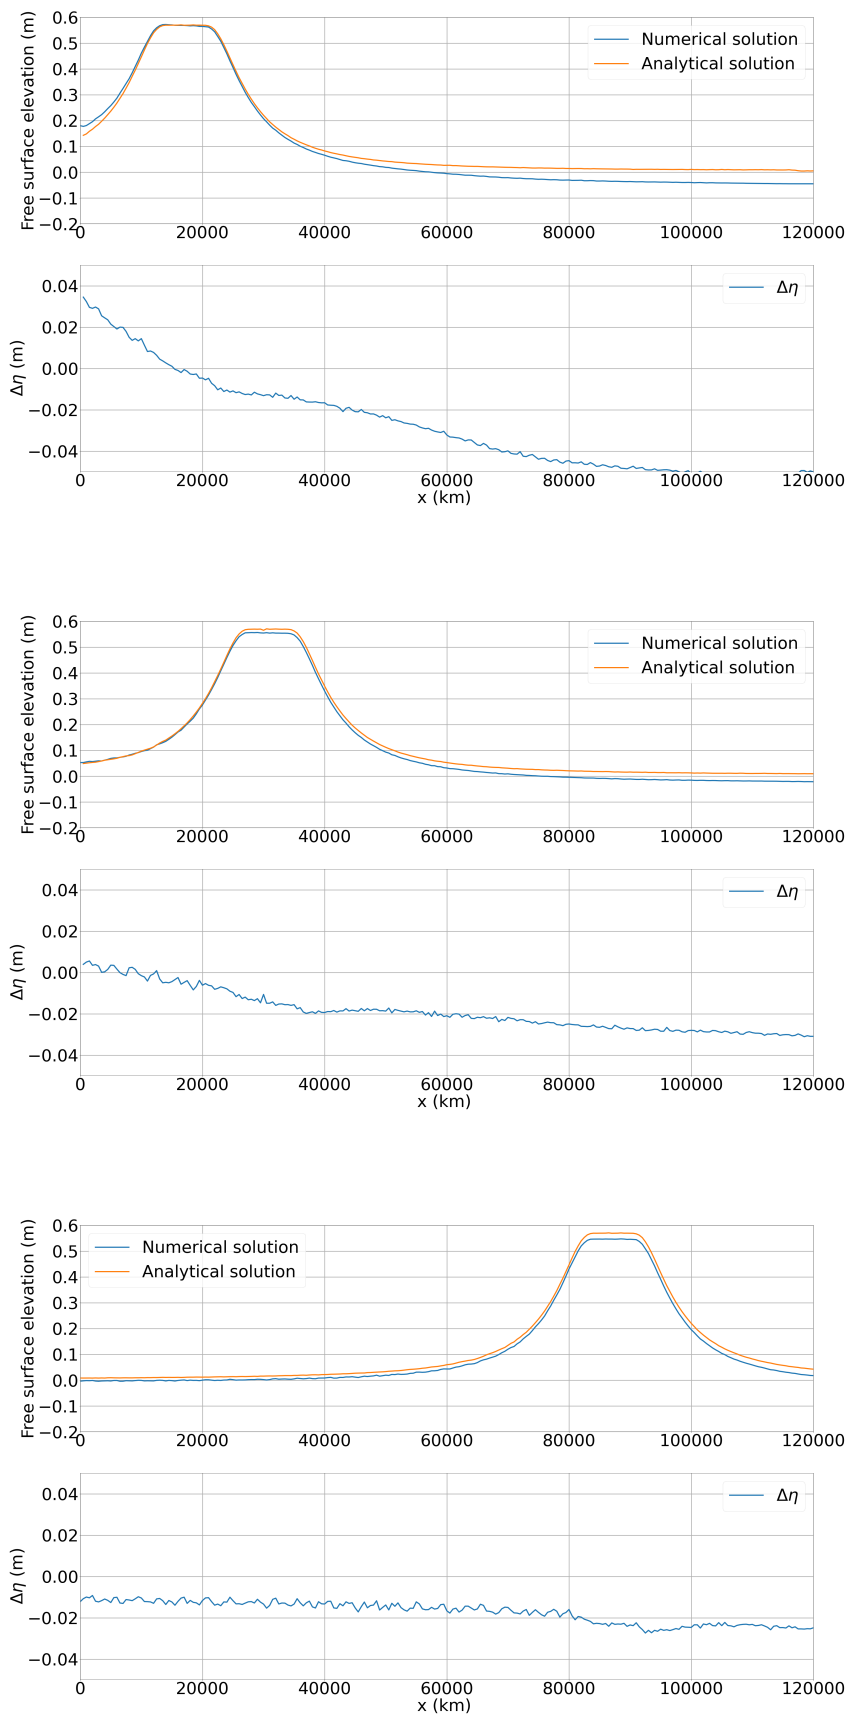 Free surface elevation (m)
0.6
0.5
0.4
0.3
0.2
0.1
0.0
−0.1
−0.2
Numerical solution
Analytical solution
0 20000 40000 60000 80000 100000 120000
Δη (m)
0.04
0.02
0.00
−0.02
−0.04
Δη
0 20000 40000 60000 80000 100000 120000
x (km)
Free surface elevation (m)
0.6
0.5
0.4
0.3
0.2
0.1
0.0
−0.1
−0.2
Numerical solution
Analytical solution
0 20000 40000 60000 80000 100000 120000
Δη (m)
0.04
0.02
0.00
−0.02
−0.04
Δη
0 20000 40000 60000 80000 100000 120000
x (km)
Free surface elevation (m)
0.6
0.5
0.4
0.3
0.2
0.1
0.0
−0.1
−0.2
Numerical solution
Analytical solution
0 20000 40000 60000 80000 100000 120000
Δη (m)
0.04
0.02
0.00
−0.02
−0.04
Δη
0 20000 40000 60000 80000 100000 120000
x (km)